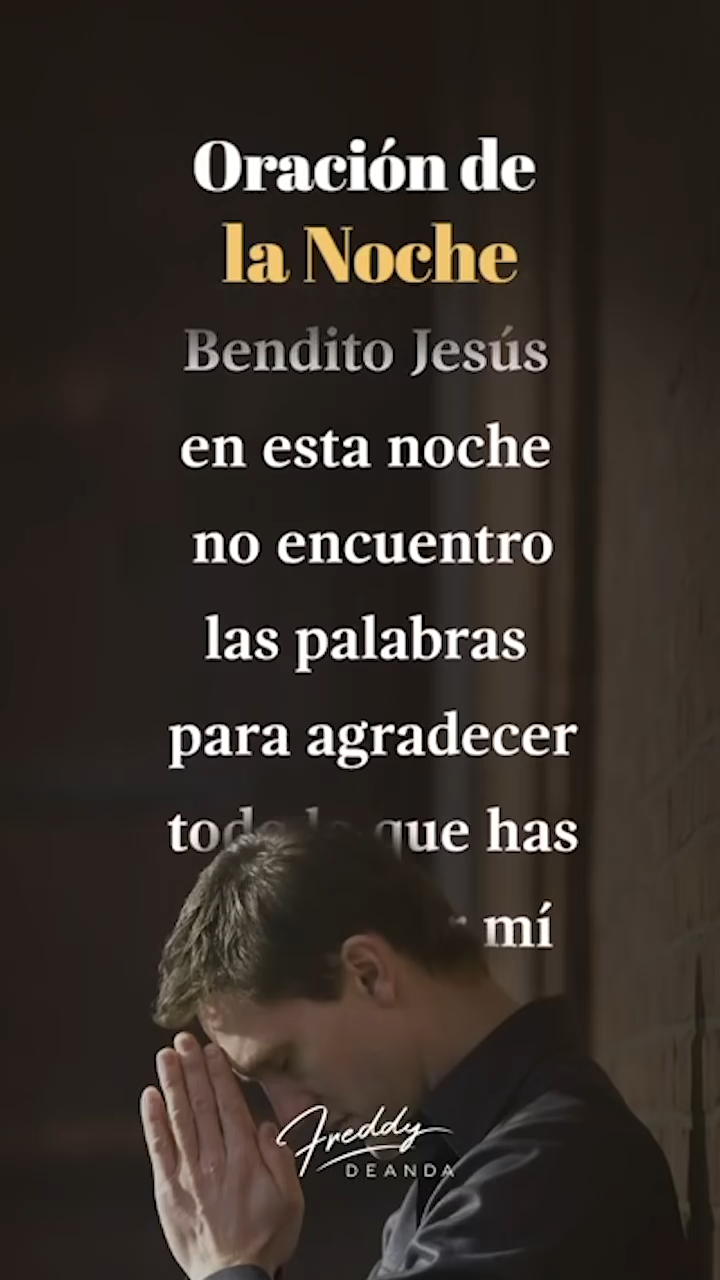 Oración de
la Noche
Bendito Jesús
en esta noche
no encuentro
las palabras
para agradecer
que has
mí
Freddy
DEANDA